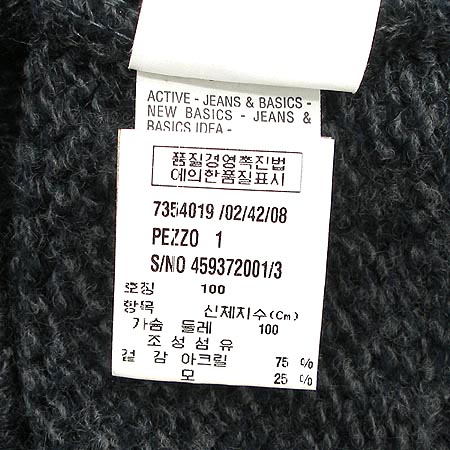 ACTIVE - JEANS & BASICS -
NEW BASICS - JEANS &
BASICS IDEA -
품질경영촉진법
에의한품질표시
7354019 /02/42/08
PEZZO 1
S/NO 459372001/3
호칭 100
항목 신체지수(Cm)
가슴 둘레 100
조성섬유
겉 감 아크릴 75 %
모 25 %